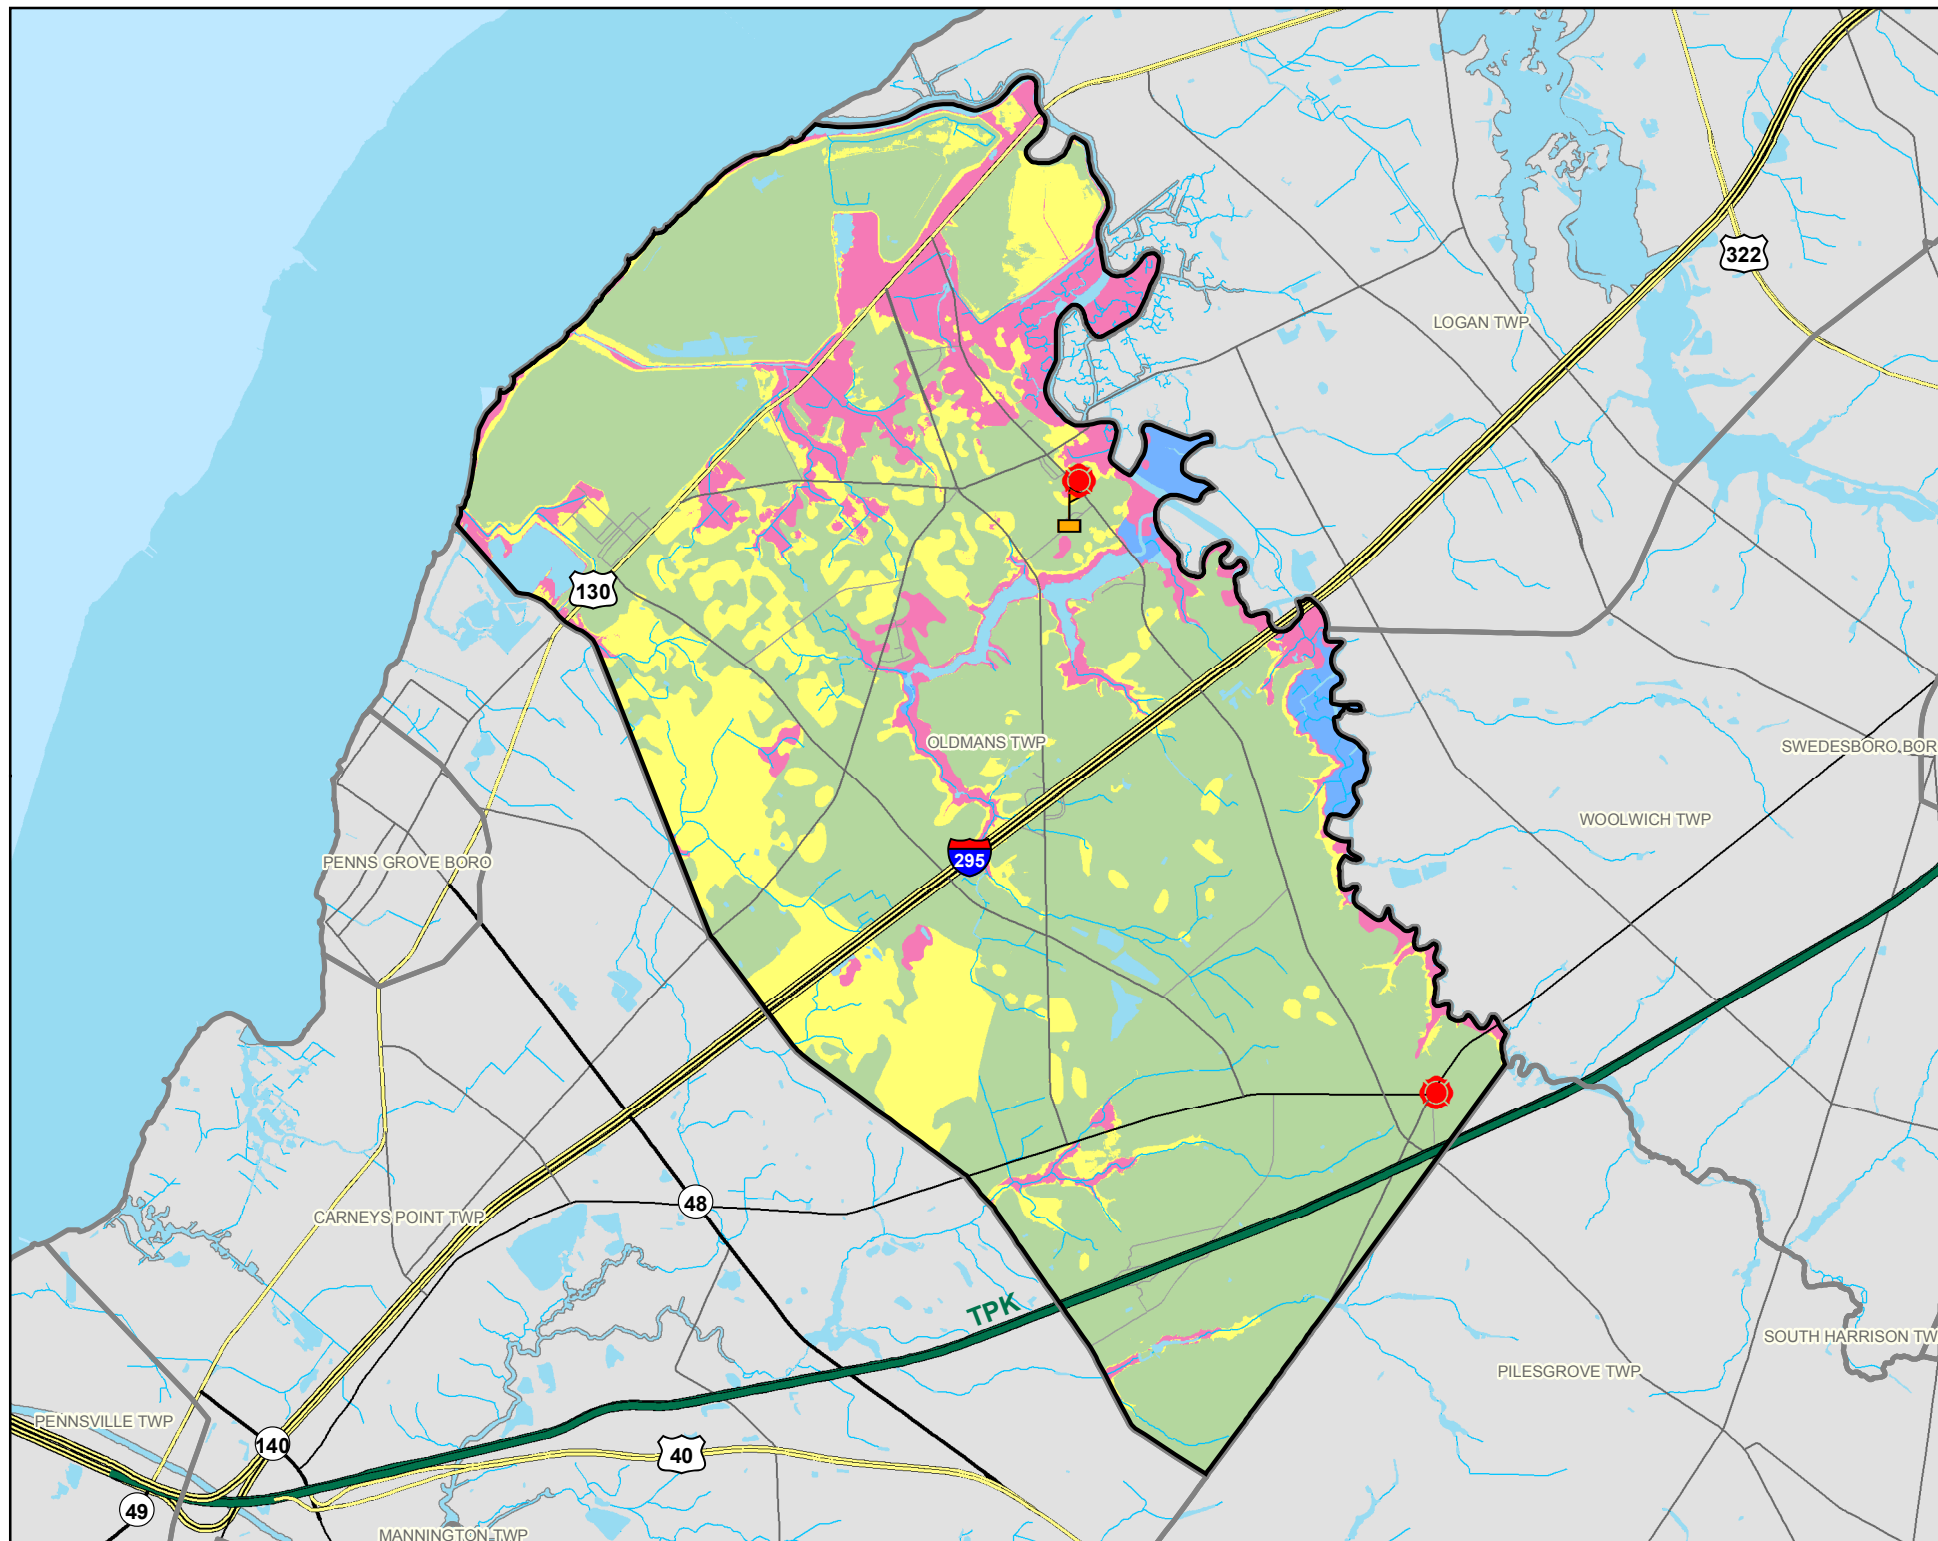 322
LOGAN TWP
130
OLDMANS TWP
SWEDESBORO BOR
WOOLWICH TWP
295
PENNS GROVE BORO
48
CARNEYS POINT TWP
TPK
SOUTH HARRISON TW
PILESGROVE TWP
PENNSVILLE TWP
140
40
49
MANNINGTON TWP